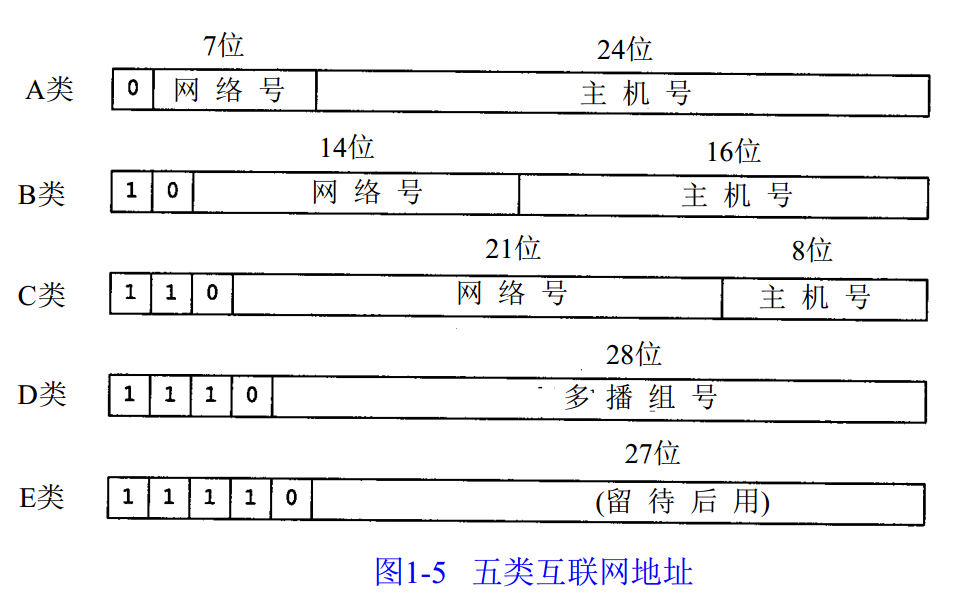 7位 24位
A类 0 网络号 主机号
14位 16位
B类 1 0 网络号 主机号
21位 8位
C类 1 1 0 网络号 主机号
28位
D类 1 1 1 0 多播组号
27位
E类 1 1 1 1 0 (留待后用)
图1-5 五类互联网地址